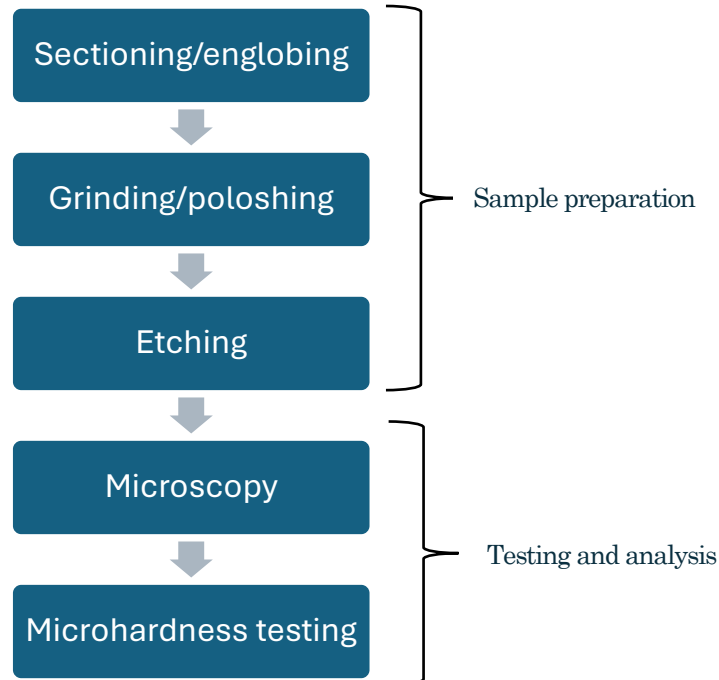 Sectioning/englobing
Grinding/poloshing
Sample preparation
Etching
Microscopy
Testing and analysis
Microhardness testing